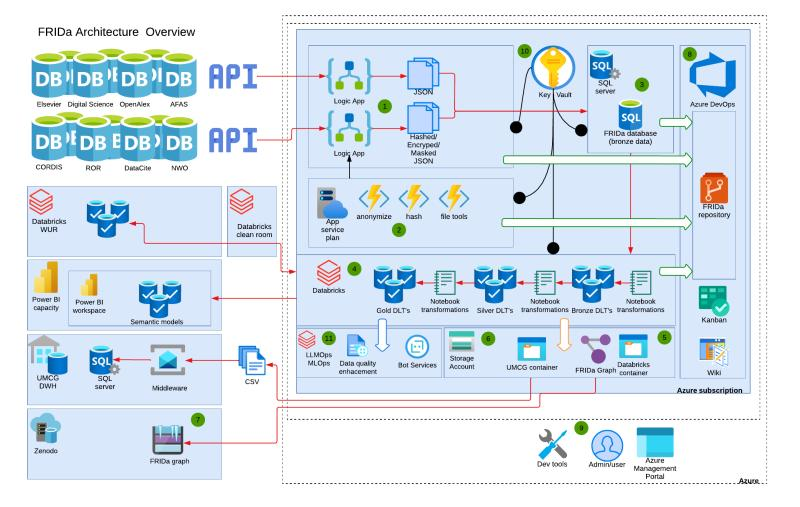 FRIDa Architecture Overview
DB DB DB DB
Elsevier Digital Science OpenAlex AFAS
API
DB DB DB DB
CORDIS ROR DataCite NWO
API
Logic App
JSON
1
Logic App
Hashed/
Encryped/
Masked
JSON
App
service
plan
anonymize hash file tools
2
10
Key Vault
SQL
SQL
server
3
SQL
FRIDa database
(bronze data)
8
Azure DevOps
FRIDa
repository
Kanban
Wiki
Databricks
WUR
Databricks
clean room
Databricks
4
Gold DLT's
Notebook
transformations
Silver DLT's
Notebook
transformations
Bronze DLT's
Notebook
transformations
Power BI
capacity
Power BI
workspace
Semantic models
11
LLMOps
MLOps
Data quality
enhacement
Bot Services
Storage
Account
6
UMCG container
FRIDa Graph
Databricks
container
5
Azure subscription
UMCG
DWH
SQL
SQL
server
Middleware
CSV
Zenodo
7
FRIDa graph
9
Dev tools
Admin/user
Azure
Management
Portal
Azure